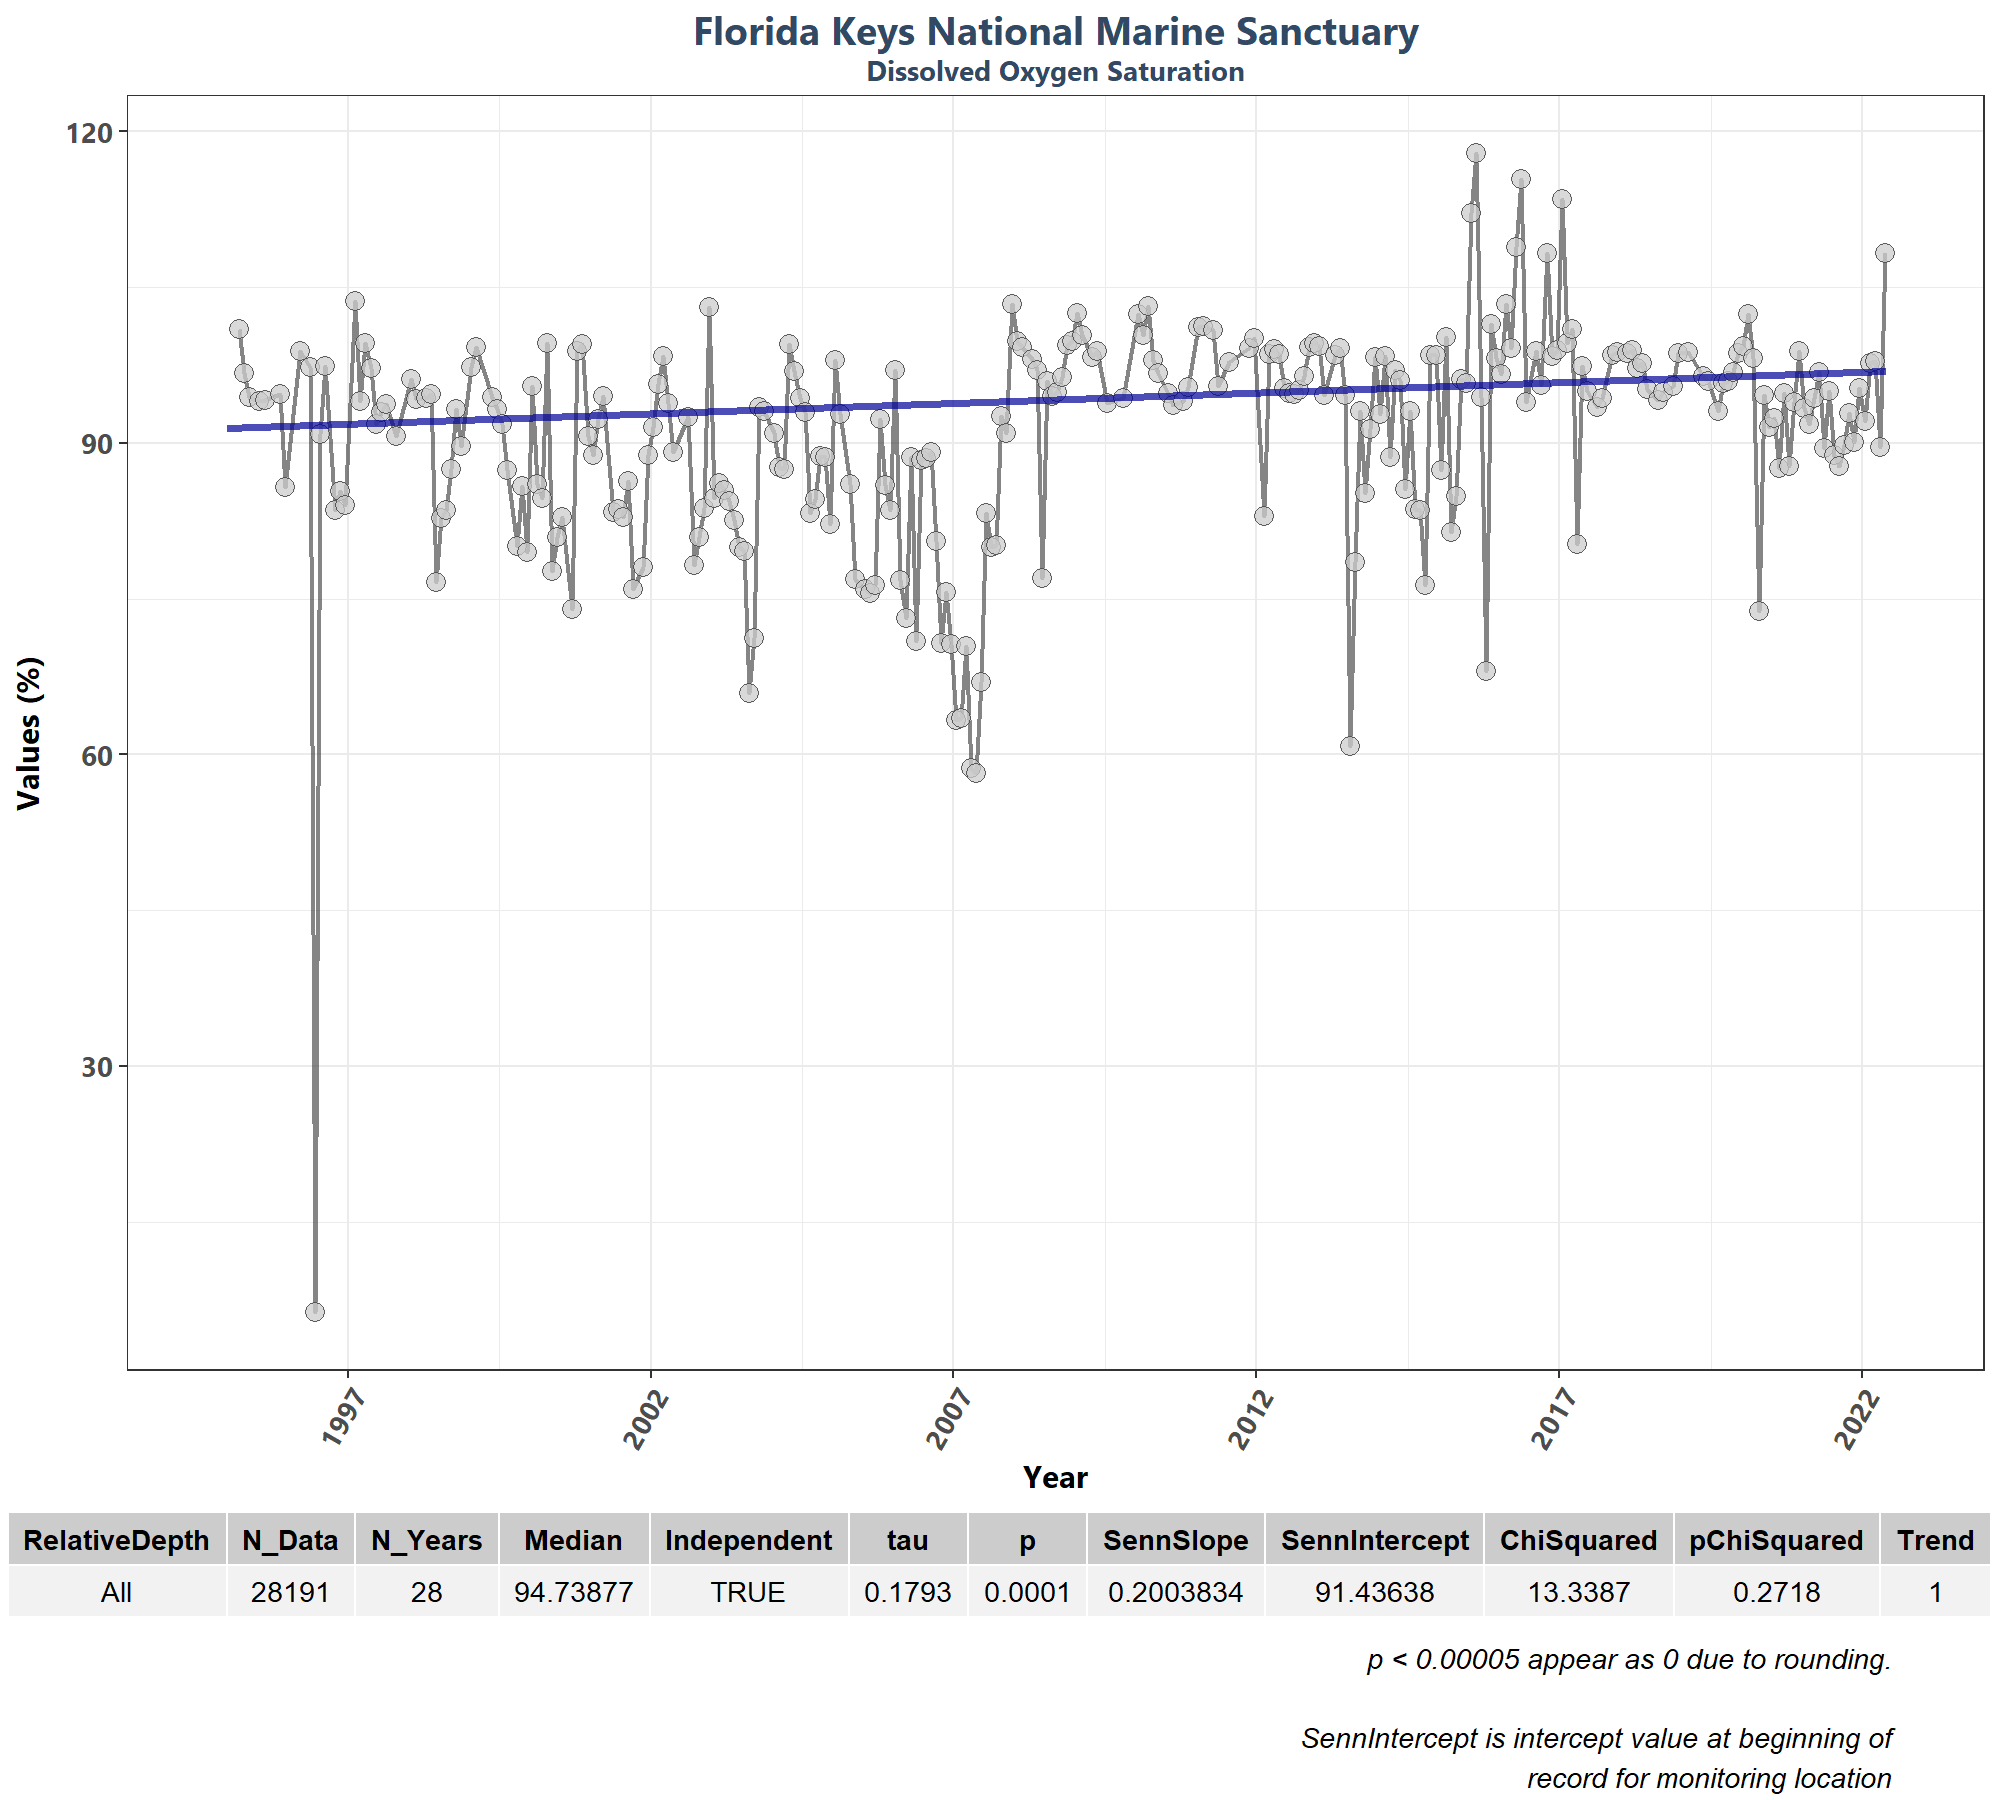 Florida Keys National Marine Sanctuary
Dissolved Oxygen Saturation
120
90
60
30
Values (%)
1997 2002 2007 2012 2017 2022
Year
RelativeDepth N_Data N_Years Median Independent tau p SennSlope SennIntercept ChiSquared pChiSquared Trend
All 28191 28 94.73877 TRUE 0.1793 0.0001 0.2003834 91.43638 13.3387 0.2718 1
p < 0.00005 appear as 0 due to rounding.
SennIntercept is intercept value at beginning of
record for monitoring location